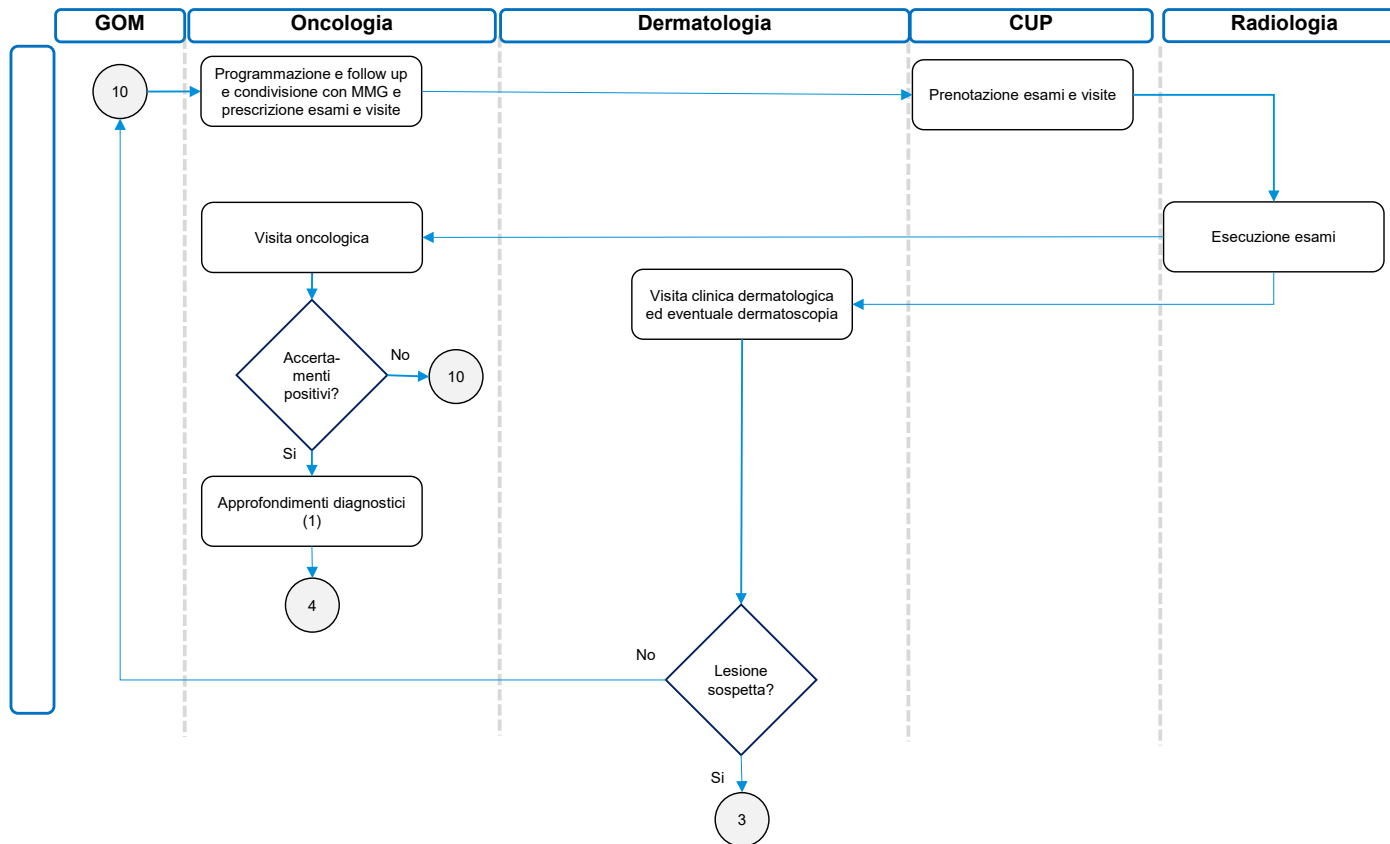 GOM
Oncologia
Dermatologia
CUP
Radiologia
10
Programmazione e follow up
e condivisione con MMG e
prescrizione esami e visite
Prenotazione esami e visite
Visita oncologica
Esecuzione esami
Visita clinica dermatologica
ed eventuale dermatoscopia
Accerta-
menti
positivi?
No
10
Si
Approfondimenti diagnostici
(1)
4
No
Lesione
sospetta?
Si
3